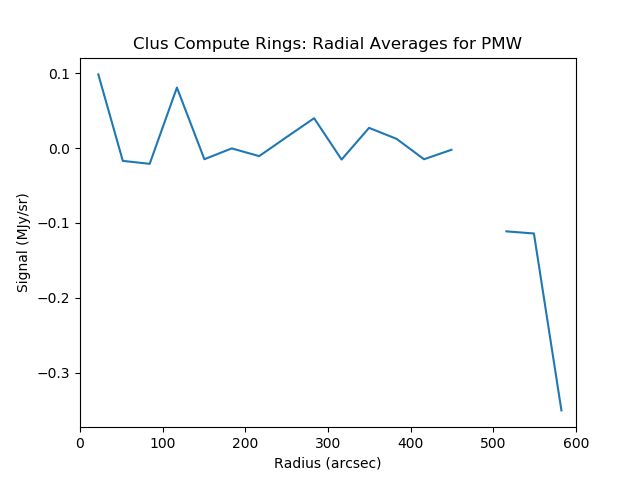 Clus Compute Rings: Radial Averages for PMW
0.1
0.0
−0.1
−0.2
−0.3
Signal (MJy/sr)
0 100 200 300 400 500 600
Radius (arcsec)